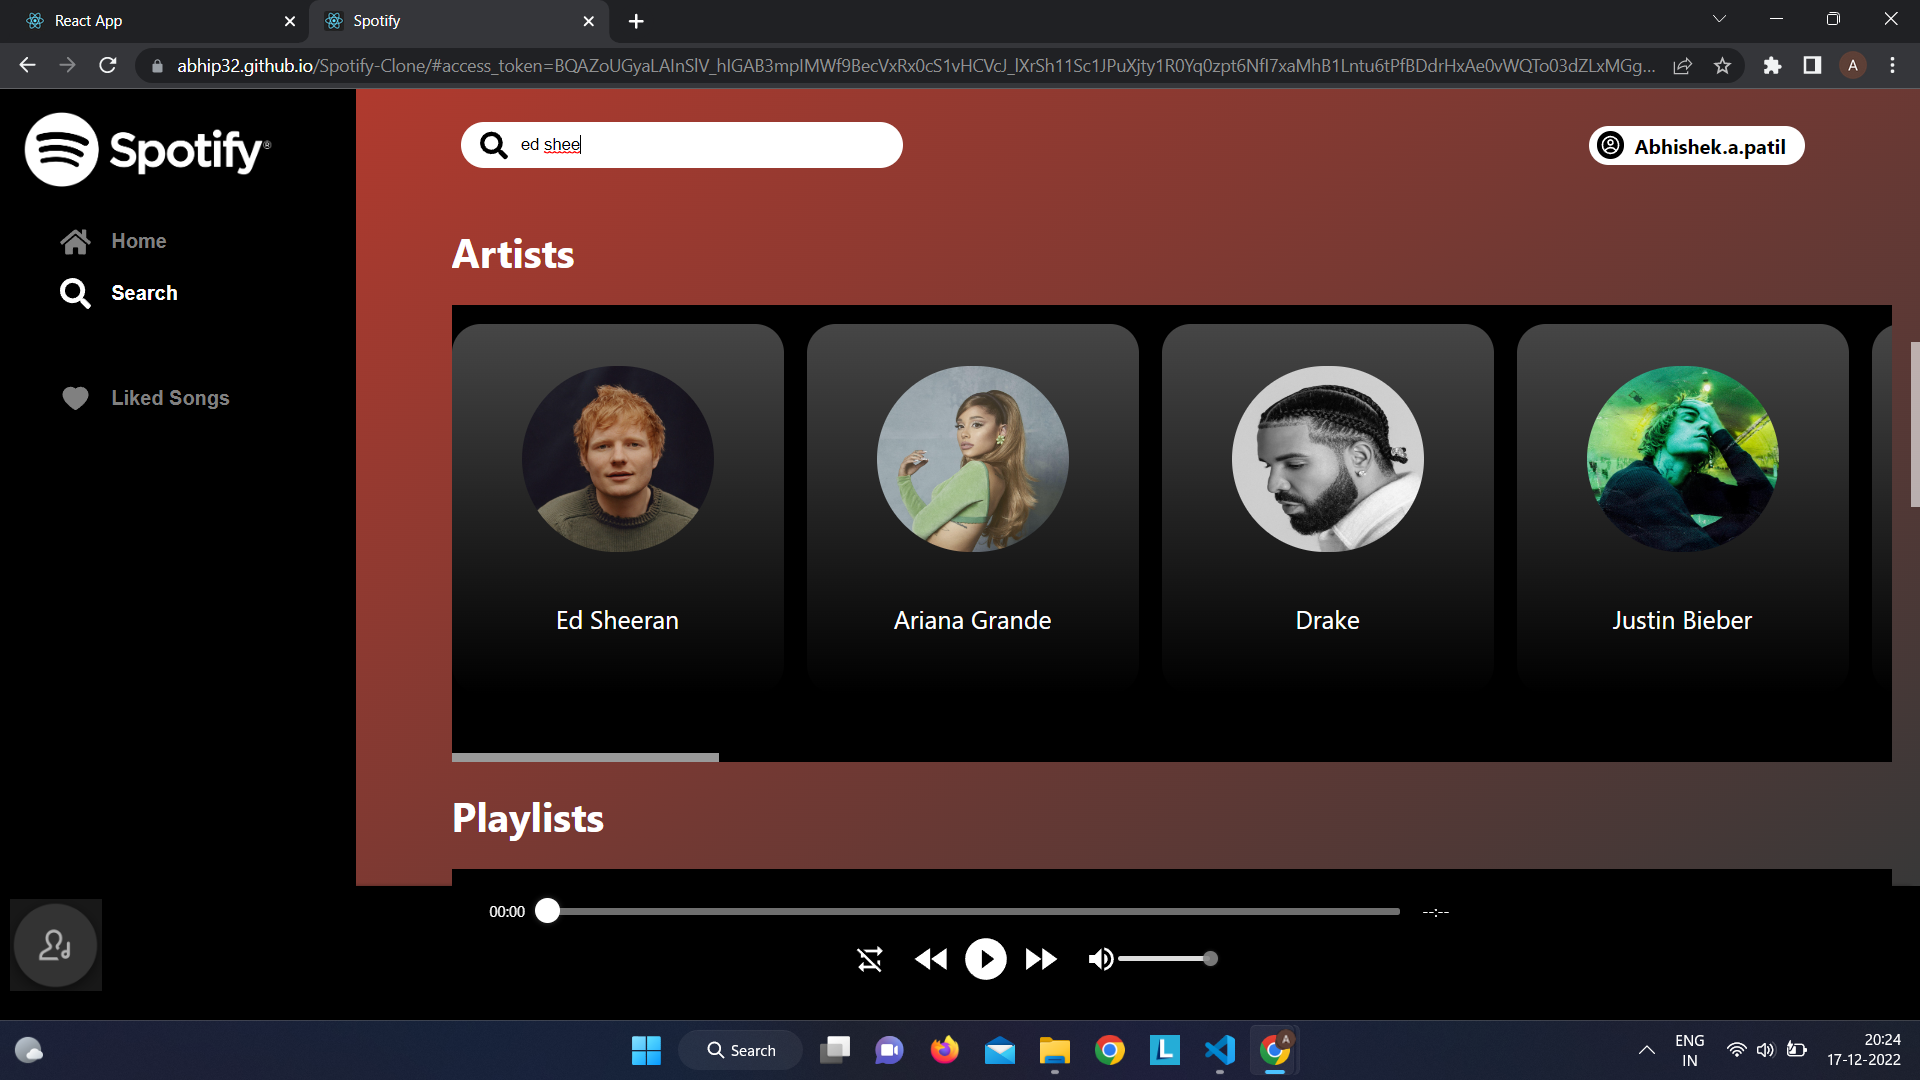 React App
Spotify
abhip32.github.io/Spotify-Clone/#access_token=
A
Spotify®
ed shee
Abhishek.a.patil
Home
Search
Liked Songs
Artists
Ed Sheeran
Ariana Grande
Drake
Justin Bieber
Playlists
00:00
--:--
Search
L
A
ENG
IN
20:24
17-12-2022